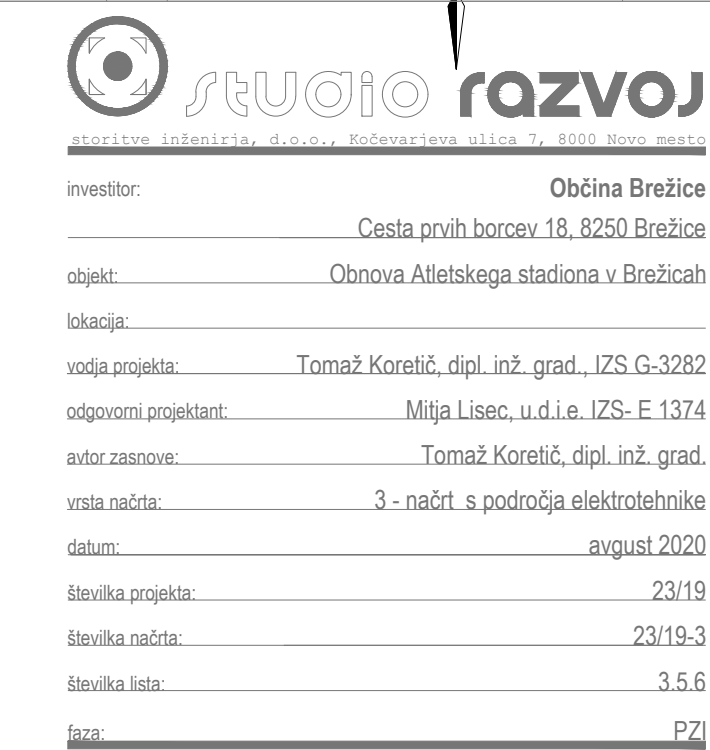 studio razvoj
storitve inženirja, d.o.o., Kočevarjeva ulica 7, 8000 Novo mesto
investitor: Občina Brežice
Cesta prvih borcev 18, 8250 Brežice
objekt: Obnova Atletskega stadiona v Brežicah
lokacija:
vodja projekta: Tomaž Koretič, dipl. inž. grad., IZS G-3282
odgovorni projektant: Mitja Lisec, u.d.i.e. IZS- E 1374
avtor zasnove: Tomaž Koretič, dipl. inž. grad.
vrsta načrta: 3 - načrt s področja elektrotehnike
datum: avgust 2020
številka projekta: 23/19
številka načrta: 23/19-3
številka lista: 3.5.6
faza: PZI